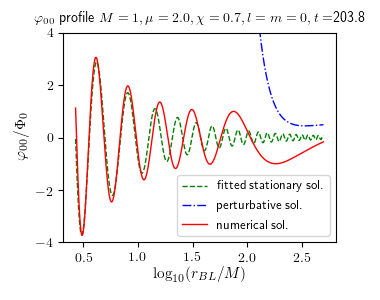 φ₀₀ profile M = 1, μ = 2.0, χ = 0.7, l = m = 0, t =203.8
φ₀₀/Φ₀
4
2
0
−2
−4
fitted stationary sol.
perturbative sol.
numerical sol.
0.5 1.0 1.5 2.0 2.5
log₁₀(r_BL/M)